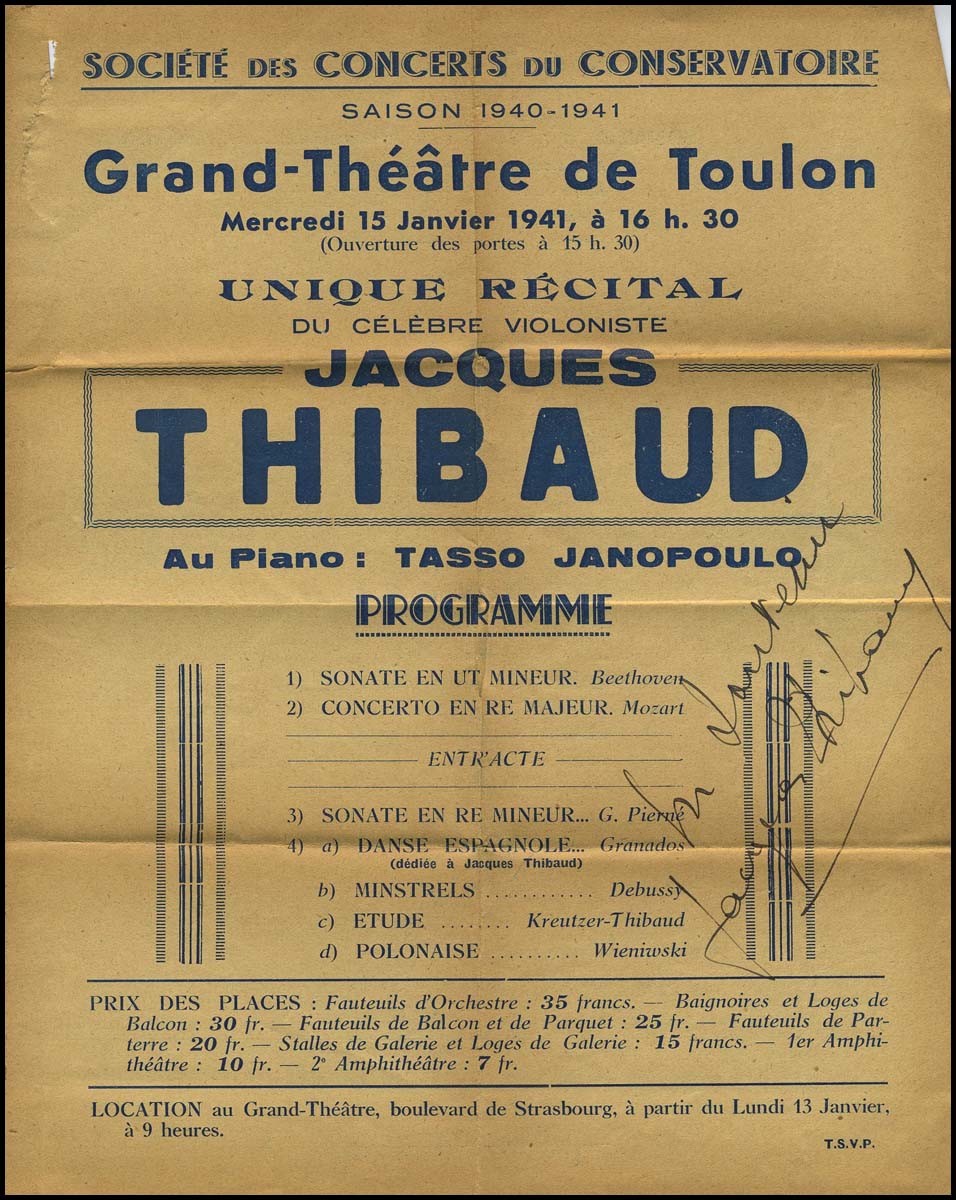 SOCIÉTÉ DES CONCERTS DU CONSERVATOIRE
SAISON 1940-1941
Grand-Théâtre de Toulon
Mercredi 15 Janvier 1941, à 16 h. 30
(Ouverture des portes à 15 h. 30)
UNIQUE RÉCITAL
DU CÉLÈBRE VIOLONISTE
JACQUES
THIBAUD
Au Piano : TASSO JANOPOULO
PROGRAMME
1) SONATE EN UT MINEUR. Beethoven
2) CONCERTO EN RE MAJEUR. Mozart
ENTR'ACTE
3) SONATE EN RE MINEUR... G. Pierné
4) a) DANSE ESPAGNOLE... Granados
(dédiée à Jacques Thibaud)
b) MINSTRELS ........... Debussy
c) ETUDE ........ Kreutzer-Thibaud
d) POLONAISE .......... Wieniwski
Jacques Thibaud
PRIX DES PLACES : Fauteuils d'Orchestre : 35 francs. — Baignoires et Loges de
Balcon : 30 fr. — Fauteuils de Balcon et de Parquet : 25 fr. — Fauteuils de Par-
terre : 20 fr. — Stalles de Galerie et Loges de Galerie : 15 francs. — 1er Amphi-
théâtre : 10 fr. — 2e Amphithéâtre : 7 fr.
LOCATION au Grand-Théâtre, boulevard de Strasbourg, à partir du Lundi 13 Janvier,
à 9 heures.
T.S.V.P.